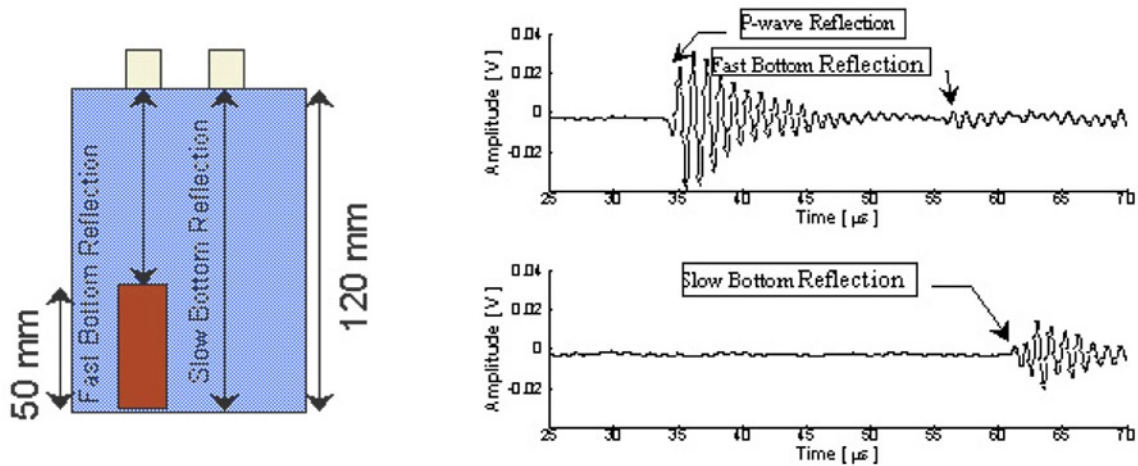 Fast Bottom Reflection
Slow Bottom Reflection
50 mm
120 mm
P-wave Reflection
Fast Bottom Reflection
0.04
0.02
0
-0.02
Amplitude [V]
25 30 35 40 45 50 55 60 65 70
Time [µs]
Slow Bottom Reflection
0.04
0.02
0
-0.02
Amplitude [V]
25 30 35 40 45 50 55 60 65 70
Time [µs]